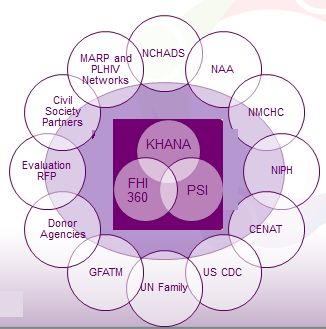 NCHADS
MARP and
PLHIV
Networks
NAA
Civil
Society
Partners
NMCHC
KHANA
Evaluation
RFP
FHI
360
PSI
NIPH
Donor
Agencies
CENAT
GFATM
US CDC
UN Family